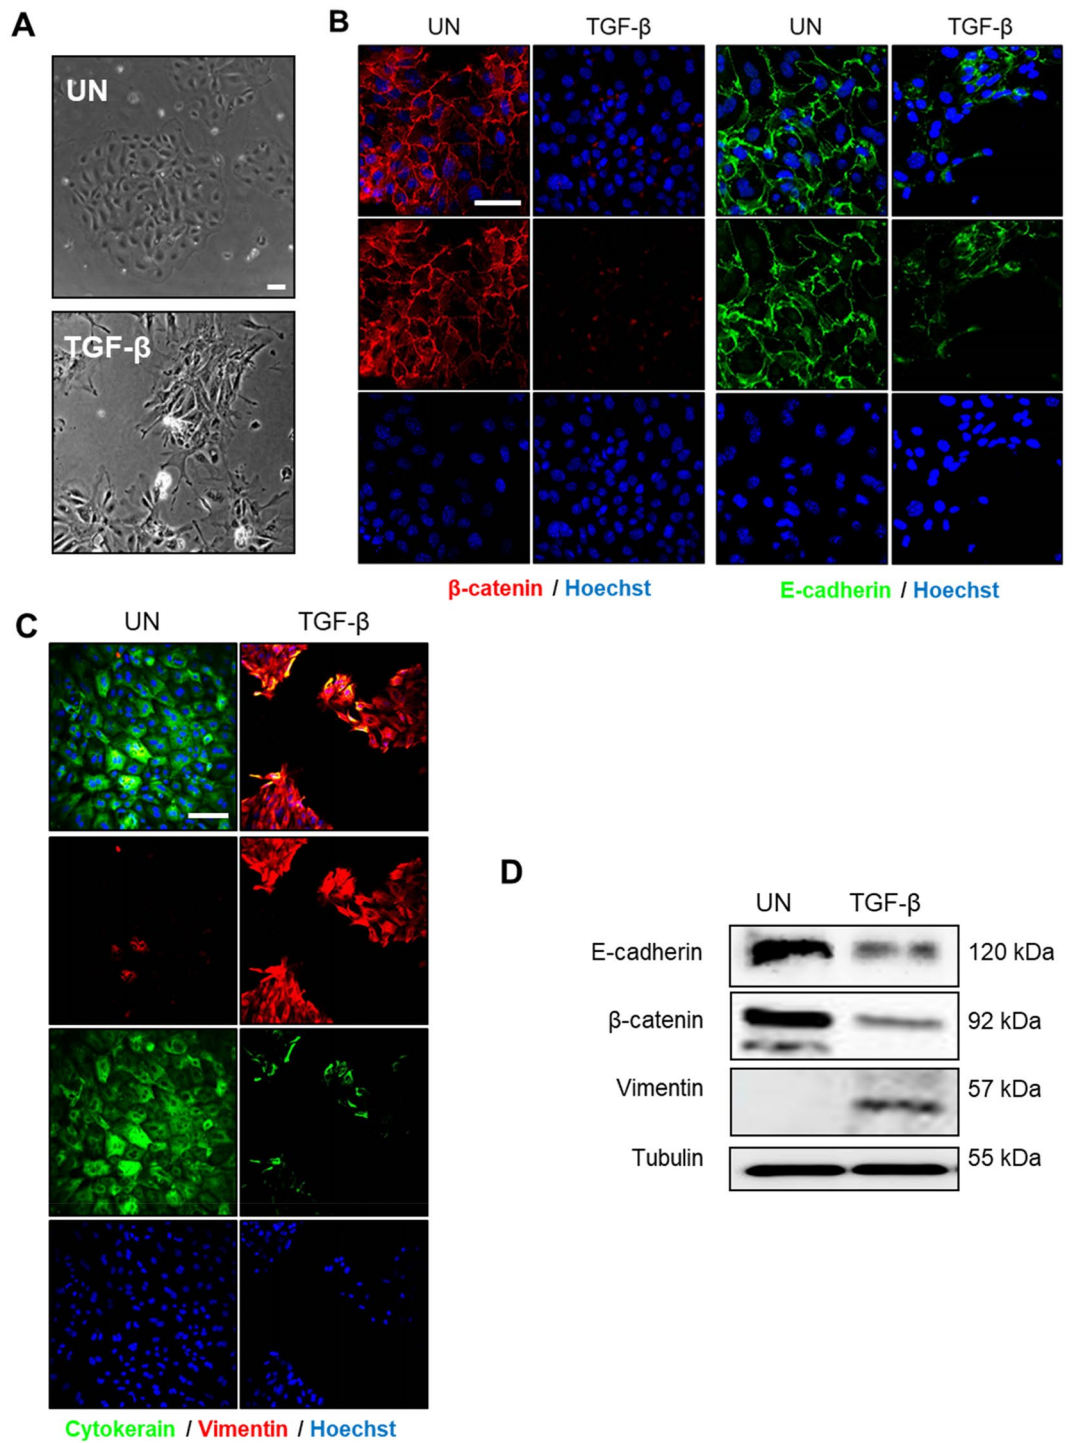 A
UN
TGF-β
B
UN TGF-β UN TGF-β
β-catenin / Hoechst
E-cadherin / Hoechst
C
UN TGF-β
Cytokerain / Vimentin / Hoechst
D
UN TGF-β
E-cadherin 120 kDa
β-catenin 92 kDa
Vimentin 57 kDa
Tubulin 55 kDa